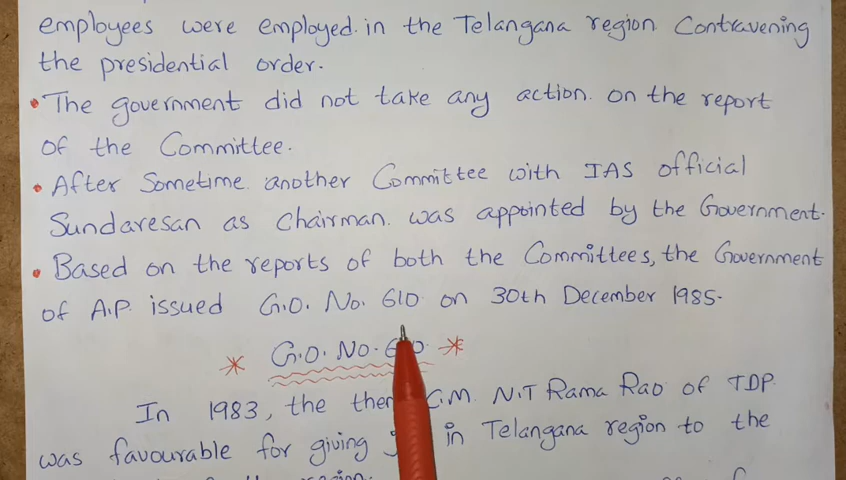 employees were employed in the Telangana region Contravening
the presidential order.
• The government did not take any action on the report
of the Committee.
• After Sometime another Committee with IAS official
Sundaresan as Chairman was appointed by the Government.
• Based on the reports of both the Committees, the Government
of A.P. issued G.O. No. 610 on 30th December 1985.
* G.O. No. 610 *
In 1983, the then C.M N.T Rama Rao of TDP
was favourable for giving in Telangana region to the